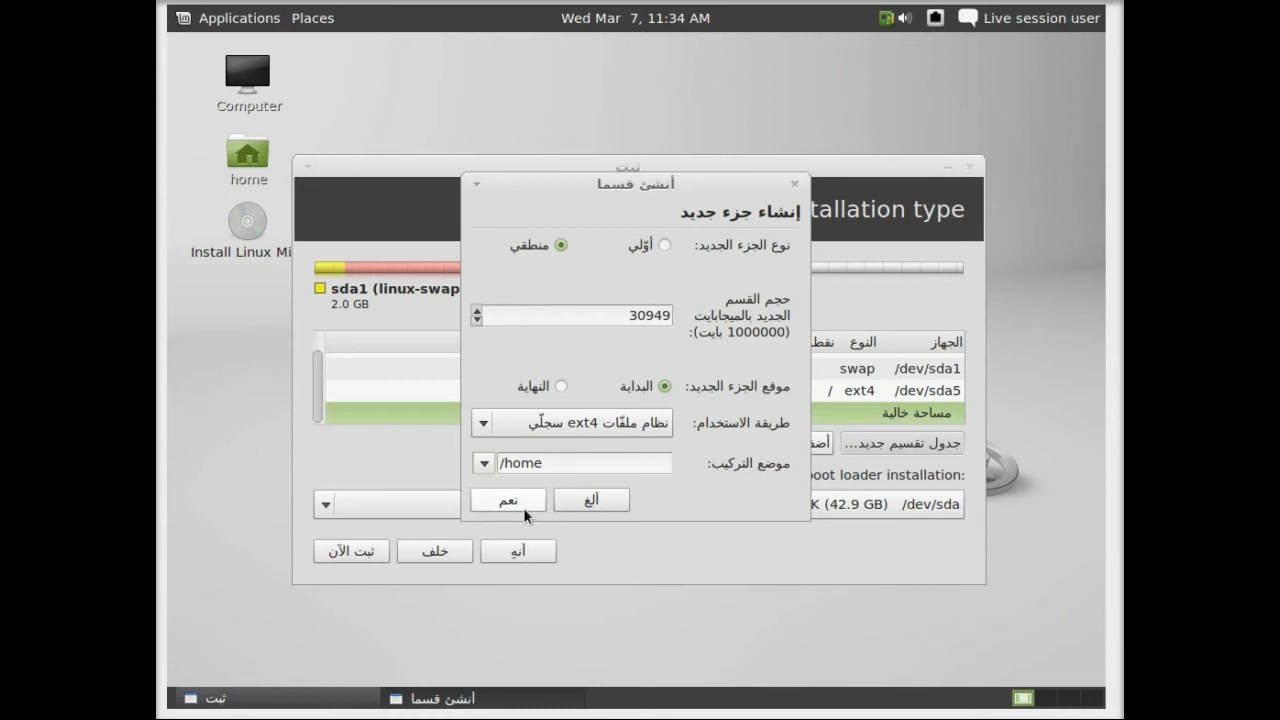 Applications Places Wed Mar 7, 11:34 AM Live session user
Computer
home
Install Linux Mi
ثبت
أنشئ قسما
tallation type
إنشاء جزء جديد
نوع الجزء الجديد: أوّلي منطقي
sda1 (linux-swap
2.0 GB
حجم القسم
الجديد بالميجابايت
(1000000 بايت):
30949
الجهاز النوع نقط
/dev/sda1 swap
/dev/sda5 ext4 /
مساحة خالية
موقع الجزء الجديد: البداية النهاية
طريقة الاستخدام: نظام ملفّات ext4 سجلّي
جدول تقسيم جديد... أضف
موضع التركيب: /home
oot loader installation:
ألغ نعم
/dev/sda K (42.9 GB)
أنهِ خلف ثبت الآن
ثبت أنشئ قسما